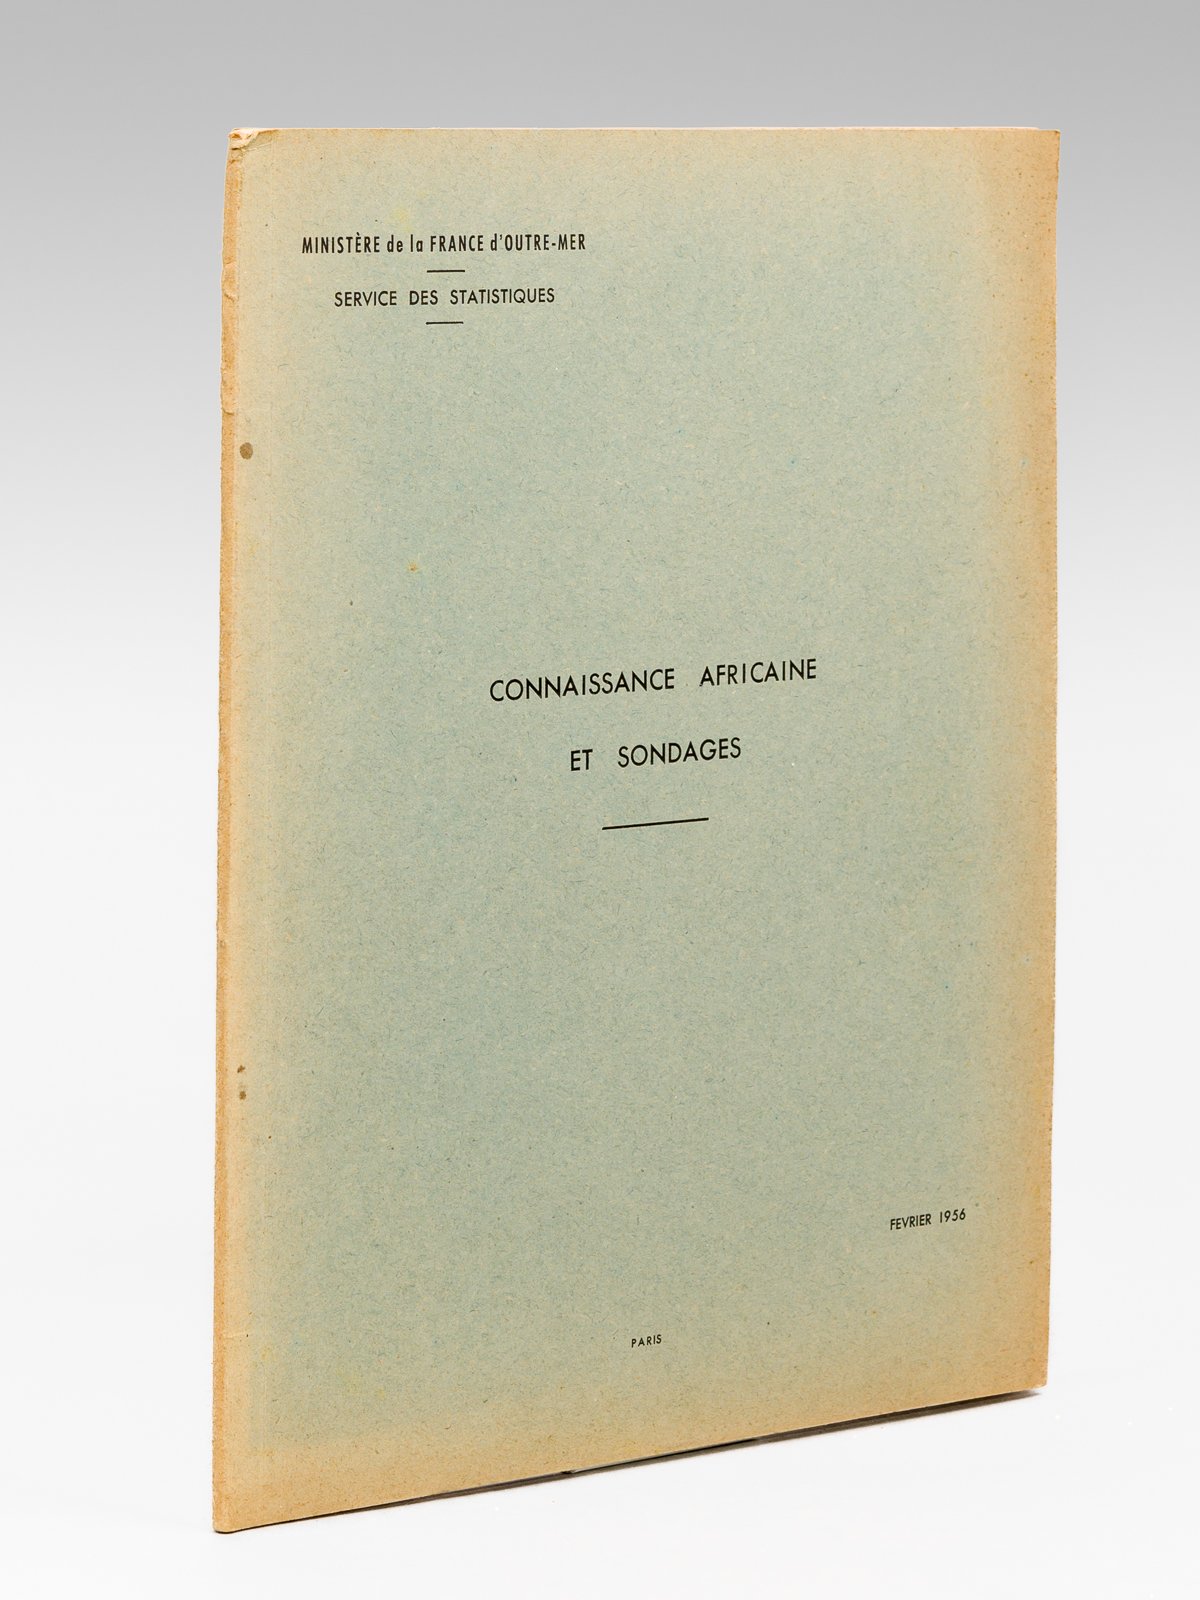 MINISTÈRE de la FRANCE d'OUTRE-MER
SERVICE DES STATISTIQUES
CONNAISSANCE AFRICAINE
ET SONDAGES
FEVRIER 1956
PARIS